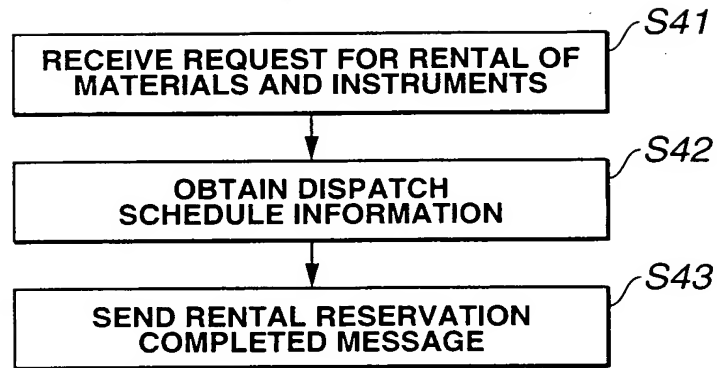 S41
RECEIVE REQUEST FOR RENTAL OF
MATERIALS AND INSTRUMENTS
S42
OBTAIN DISPATCH
SCHEDULE INFORMATION
S43
SEND RENTAL RESERVATION
COMPLETED MESSAGE